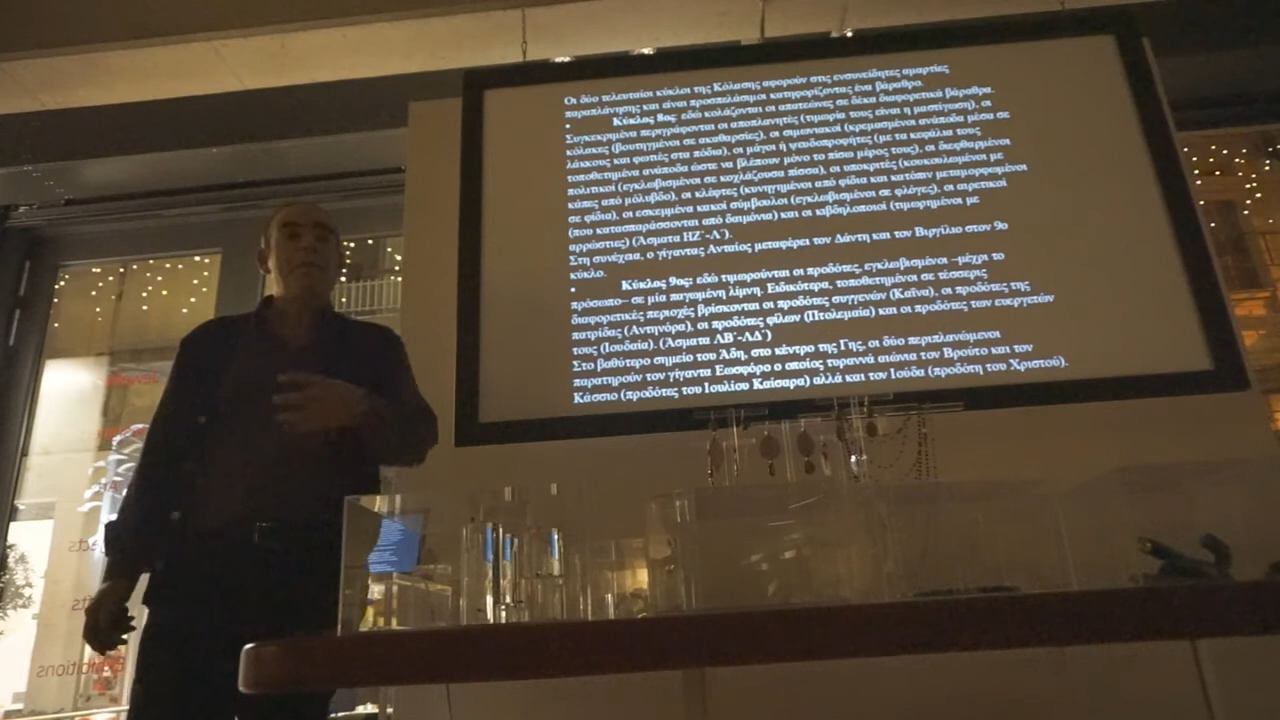 Οι δύο τελευταίοι κύκλοι της Κόλασης αφορούν στις ενσυνείδητες αμαρτίες
παραπλάνησης και είναι προσπελάσιμοι κατηφορίζοντας ένα βάραθρο.
• Κύκλος 8ος: εδώ κολάζονται οι απατεώνες σε δέκα διαφορετικά βάραθρα.
Συγκεκριμένα περιγράφονται οι αποπλανητές (τιμωρία τους είναι η μαστίγωση), οι
κόλακες (βουτηγμένοι σε ακαθαρσίες), οι σιμωνιακοί (κρεμασμένοι ανάποδα μέσα σε
λάκκους και φωτιές στα πόδια), οι μάγοι ή ψευδοπροφήτες (με τα κεφάλια τους
τοποθετημένα ανάποδα ώστε να βλέπουν μόνο το πίσω μέρος τους), οι διεφθαρμένοι
πολιτικοί (εγκλωβισμένοι σε κοχλάζουσα πίσσα), οι υποκριτές (κουκουλωμένοι με
κάπες από μόλυβδο), οι κλέφτες (κυνηγημένοι από φίδια και κατόπιν μεταμορφωμένοι
σε φίδια), οι εσκεμμένα κακοί σύμβουλοι (εγκλωβισμένοι σε φλόγες), οι αιρετικοί
(που κατασπαράσσονται από δαιμόνια) και οι κιβδηλοποιοί (τιμωρημένοι με
αρρώστιες) (Άσματα ΗΖ΄-Λ΄).
Στη συνέχεια, ο γίγαντας Ανταίος μεταφέρει τον Δάντη και τον Βιργίλιο στον 9ο
κύκλο.
• Κύκλος 9ος: εδώ τιμωρούνται οι προδότες, εγκλωβισμένοι –μέχρι το
πρόσωπο– σε μία παγωμένη λίμνη. Ειδικότερα, τοποθετημένοι σε τέσσερις
διαφορετικές περιοχές βρίσκονται οι προδότες συγγενών (Καΐνα), οι προδότες της
πατρίδας (Αντηνόρα), οι προδότες φίλων (Πτολεμαία) και οι προδότες των ευεργετών
τους (Ιουδαία). (Άσματα ΛΒ΄-ΛΔ΄)
Στο βαθύτερο σημείο του Άδη, στο κέντρο της Γης, οι δύο περιπλανώμενοι
παρατηρούν τον γίγαντα Εωσφόρο ο οποίος τυραννά αιώνια τον Βρούτο και τον
Κάσσιο (προδότες του Ιουλίου Καίσαρα) αλλά και τον Ιούδα (προδότη του Χριστού).
Exhibitions